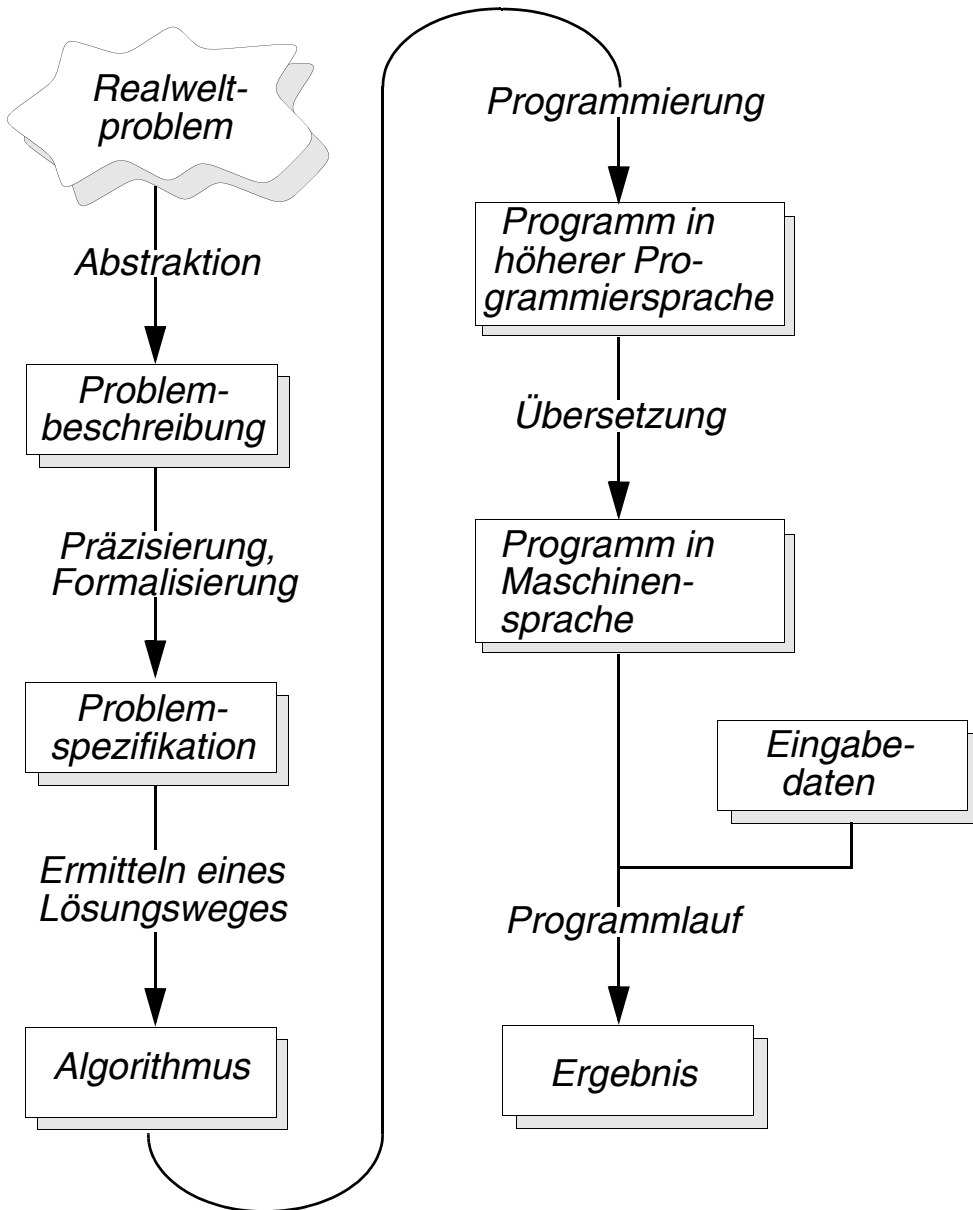 Realwelt-
problem
Abstraktion
Problem-
beschreibung
Präzisierung,
Formalisierung
Problem-
spezifikation
Ermitteln eines
Lösungsweges
Algorithmus
Programmierung
Programm in
höherer Pro-
grammiersprache
Übersetzung
Programm in
Maschinen-
sprache
Eingabe-
daten
Programmlauf
Ergebnis